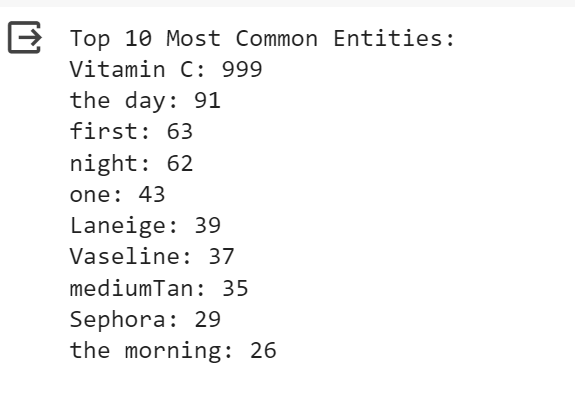 Top 10 Most Common Entities:
Vitamin C: 999
the day: 91
first: 63
night: 62
one: 43
Laneige: 39
Vaseline: 37
mediumTan: 35
Sephora: 29
the morning: 26